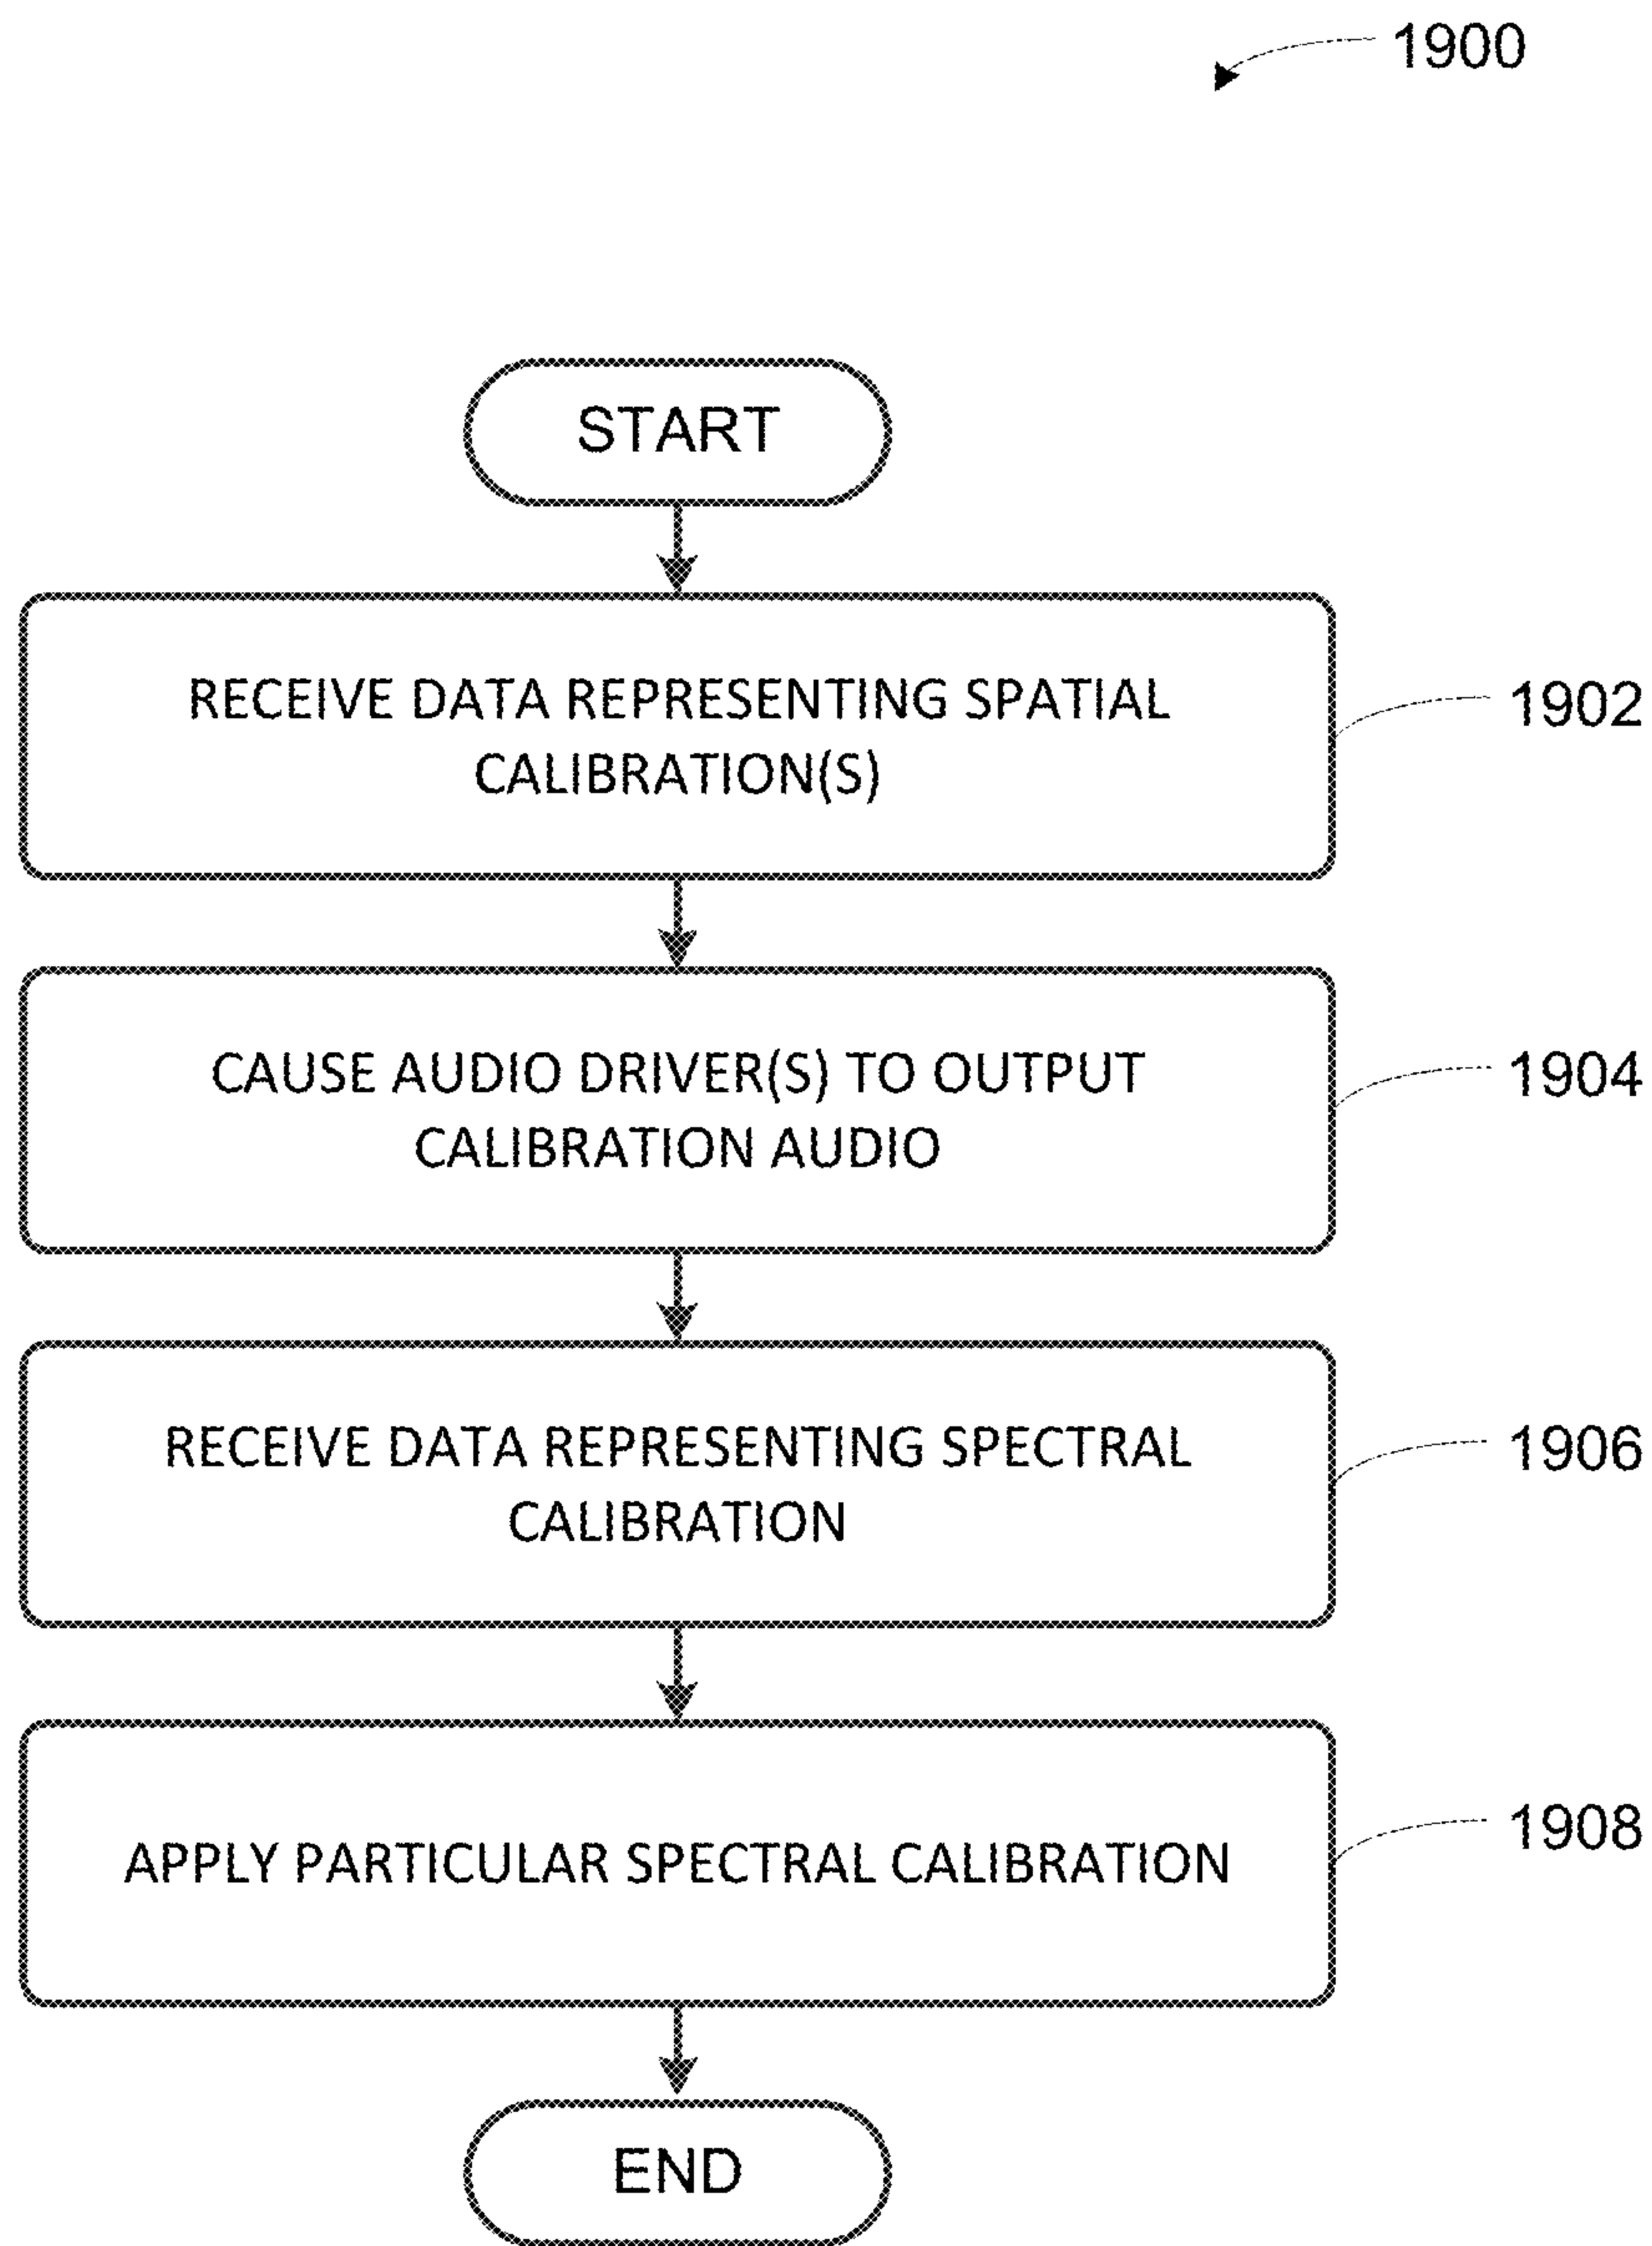 1900
START
RECEIVE DATA REPRESENTING SPATIAL
CALIBRATION(S)
1902
CAUSE AUDIO DRIVER(S) TO OUTPUT
CALIBRATION AUDIO
1904
RECEIVE DATA REPRESENTING SPECTRAL
CALIBRATION
1906
APPLY PARTICULAR SPECTRAL CALIBRATION
1908
END